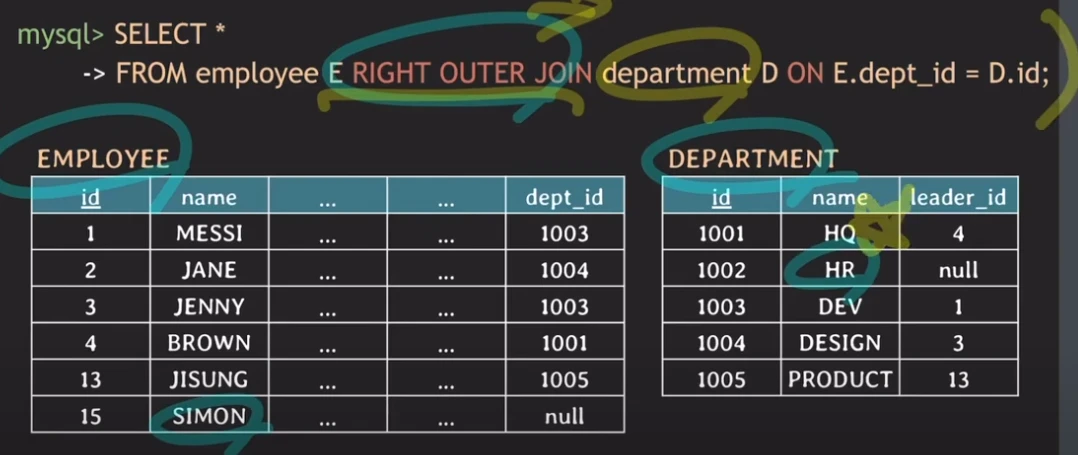 mysql> SELECT *
-> FROM employee E RIGHT OUTER JOIN department D ON E.dept_id = D.id;
EMPLOYEE
id name ... ... dept_id
1 MESSI ... ... 1003
2 JANE ... ... 1004
3 JENNY ... ... 1003
4 BROWN ... ... 1001
13 JISUNG ... ... 1005
15 SIMON ... ... null
DEPARTMENT
id name leader_id
1001 HQ 4
1002 HR null
1003 DEV 1
1004 DESIGN 3
1005 PRODUCT 13